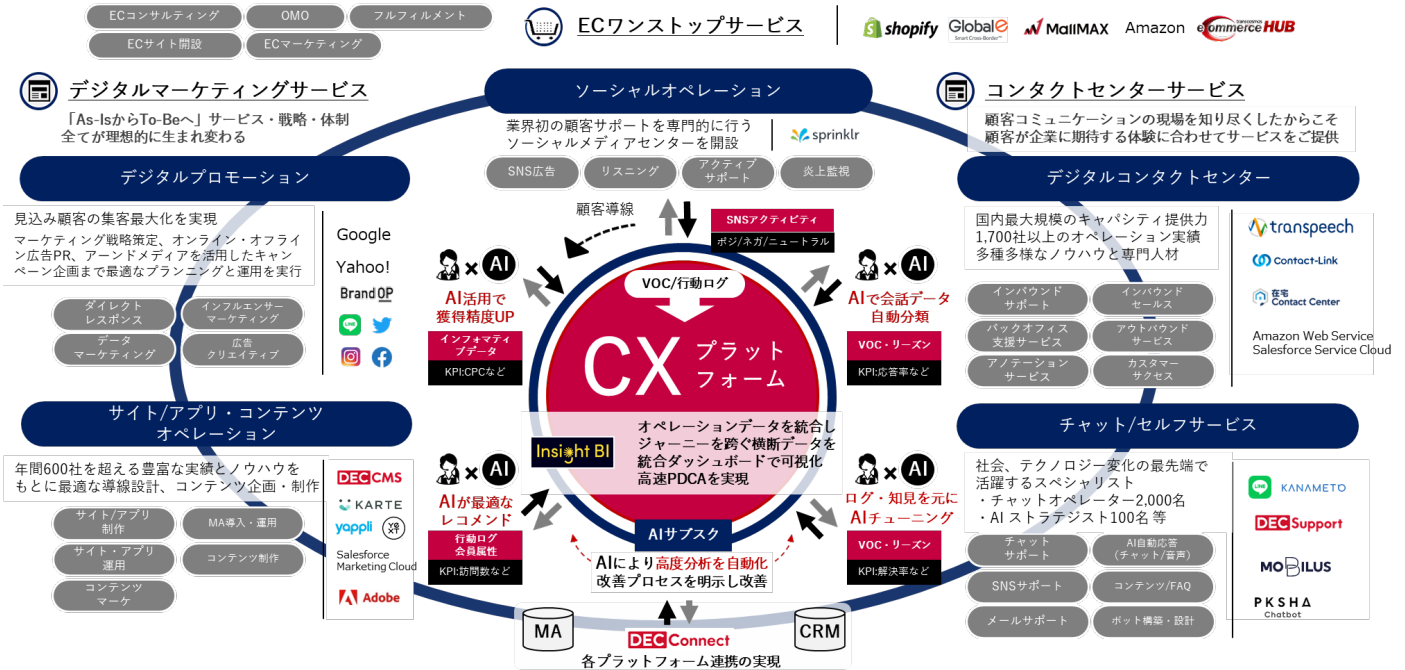 ECコンサルティング
OMO
フルフィルメント
ECサイト開設
ECマーケティング
ECワンストップサービス
shopify
Globale
Smart Cross-Border™
MallMAX
Amazon
transcosmos
eCommerce HUB
デジタルマーケティングサービス
「As-IsからTo-Beへ」サービス・戦略・体制
全てが理想的に生まれ変わる
ソーシャルオペレーション
業界初の顧客サポートを専門的に行う
ソーシャルメディアセンターを開設
sprinklr
SNS広告
リスニング
アクティブ
サポート
炎上監視
コンタクトセンターサービス
顧客コミュニケーションの現場を知り尽くしたからこそ
顧客が企業に期待する体験に合わせてサービスをご提供
デジタルプロモーション
見込み顧客の集客最大化を実現
マーケティング戦略策定、オンライン・オフライ
ン広告PR、アーンドメディアを活用したキャン
ペーン企画まで最適なプランニングと運用を実行
ダイレクト
レスポンス
インフルエンサー
マーケティング
データ
マーケティング
広告
クリエイティブ
Google
Yahoo!
BrandOP
LINE
顧客導線
SNSアクティビティ
ポジ/ネガ/ニュートラル
×AI
AI活用で
獲得精度UP
インフォマティ
ブデータ
KPI:CPCなど
VOC/行動ログ
CX プラット
フォーム
Insight BI
オペレーションデータを統合し
ジャーニーを跨ぐ横断データを
統合ダッシュボードで可視化
高速PDCAを実現
×AI
AIで会話データ
自動分類
VOC・リーズン
KPI:応答率など
デジタルコンタクトセンター
国内最大規模のキャパシティ提供力
1,700社以上のオペレーション実績
多種多様なノウハウと専門人材
インバウンド
サポート
インバウンド
セールス
バックオフィス
支援サービス
アウトバウンド
サービス
アノテーション
サービス
カスタマー
サクセス
transpeech
Contact-Link
在宅
Contact Center
Amazon Web Service
Salesforce Service Cloud
サイト/アプリ・コンテンツ
オペレーション
年間600社を超える豊富な実績とノウハウを
もとに最適な導線設計、コンテンツ企画・制作
サイト/アプリ
制作
MA導入・運用
サイト・アプリ
運用
コンテンツ制作
コンテンツ
マーケ
DECCMS
KARTE
yappli
Salesforce
Marketing Cloud
Adobe
×AI
AIが最適な
レコメンド
行動ログ
会員属性
KPI:訪問数など
AIサブスク
AIにより高度分析を自動化
改善プロセスを明示し改善
×AI
ログ・知見を元に
AIチューニング
VOC・リーズン
KPI:解決率など
MA
DECConnect
CRM
各プラットフォーム連携の実現
チャット/セルフサービス
社会、テクノロジー変化の最先端で
活躍するスペシャリスト
・チャットオペレーター2,000名
・AI ストラテジスト100名 等
チャット
サポート
AI自動応答
（チャット/音声）
SNSサポート
コンテンツ/FAQ
メールサポート
ボット構築・設計
LINE
KANAMETO
DECSupport
MOBILUS
PKSHA
Chatbot